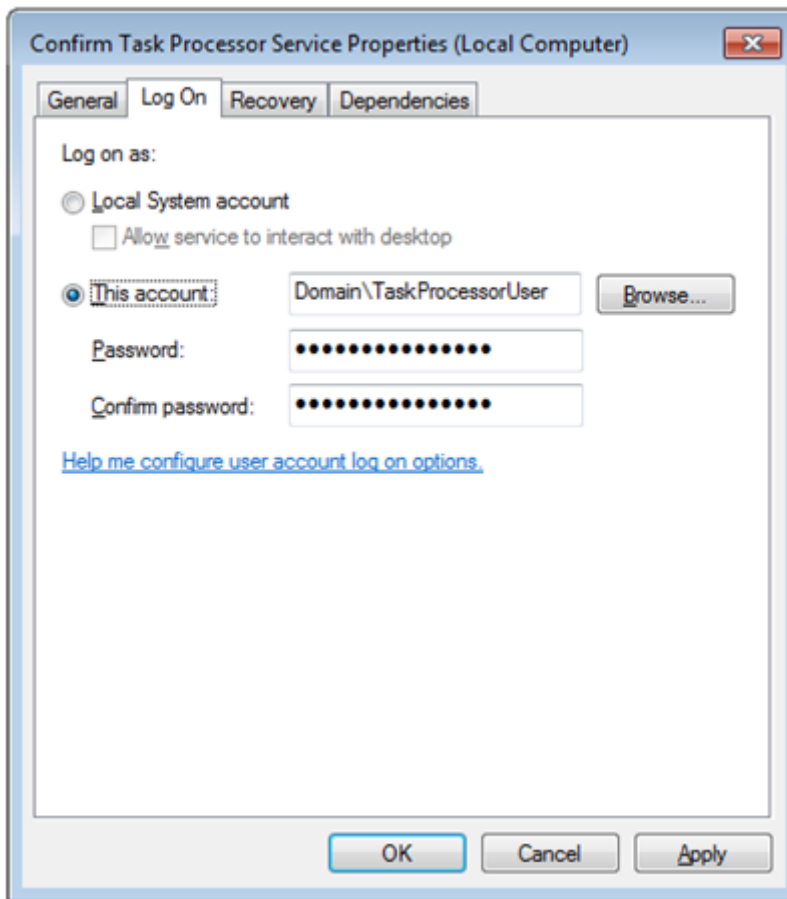 Confirm Task Processor Service Properties (Local Computer)
General Log On Recovery Dependencies
Log on as:
Local System account
Allow service to interact with desktop
This account: Domain\TaskProcessorUser Browse...
Password: •••••••••••••••
Confirm password: •••••••••••••••
Help me configure user account log on options.
OK Cancel Apply